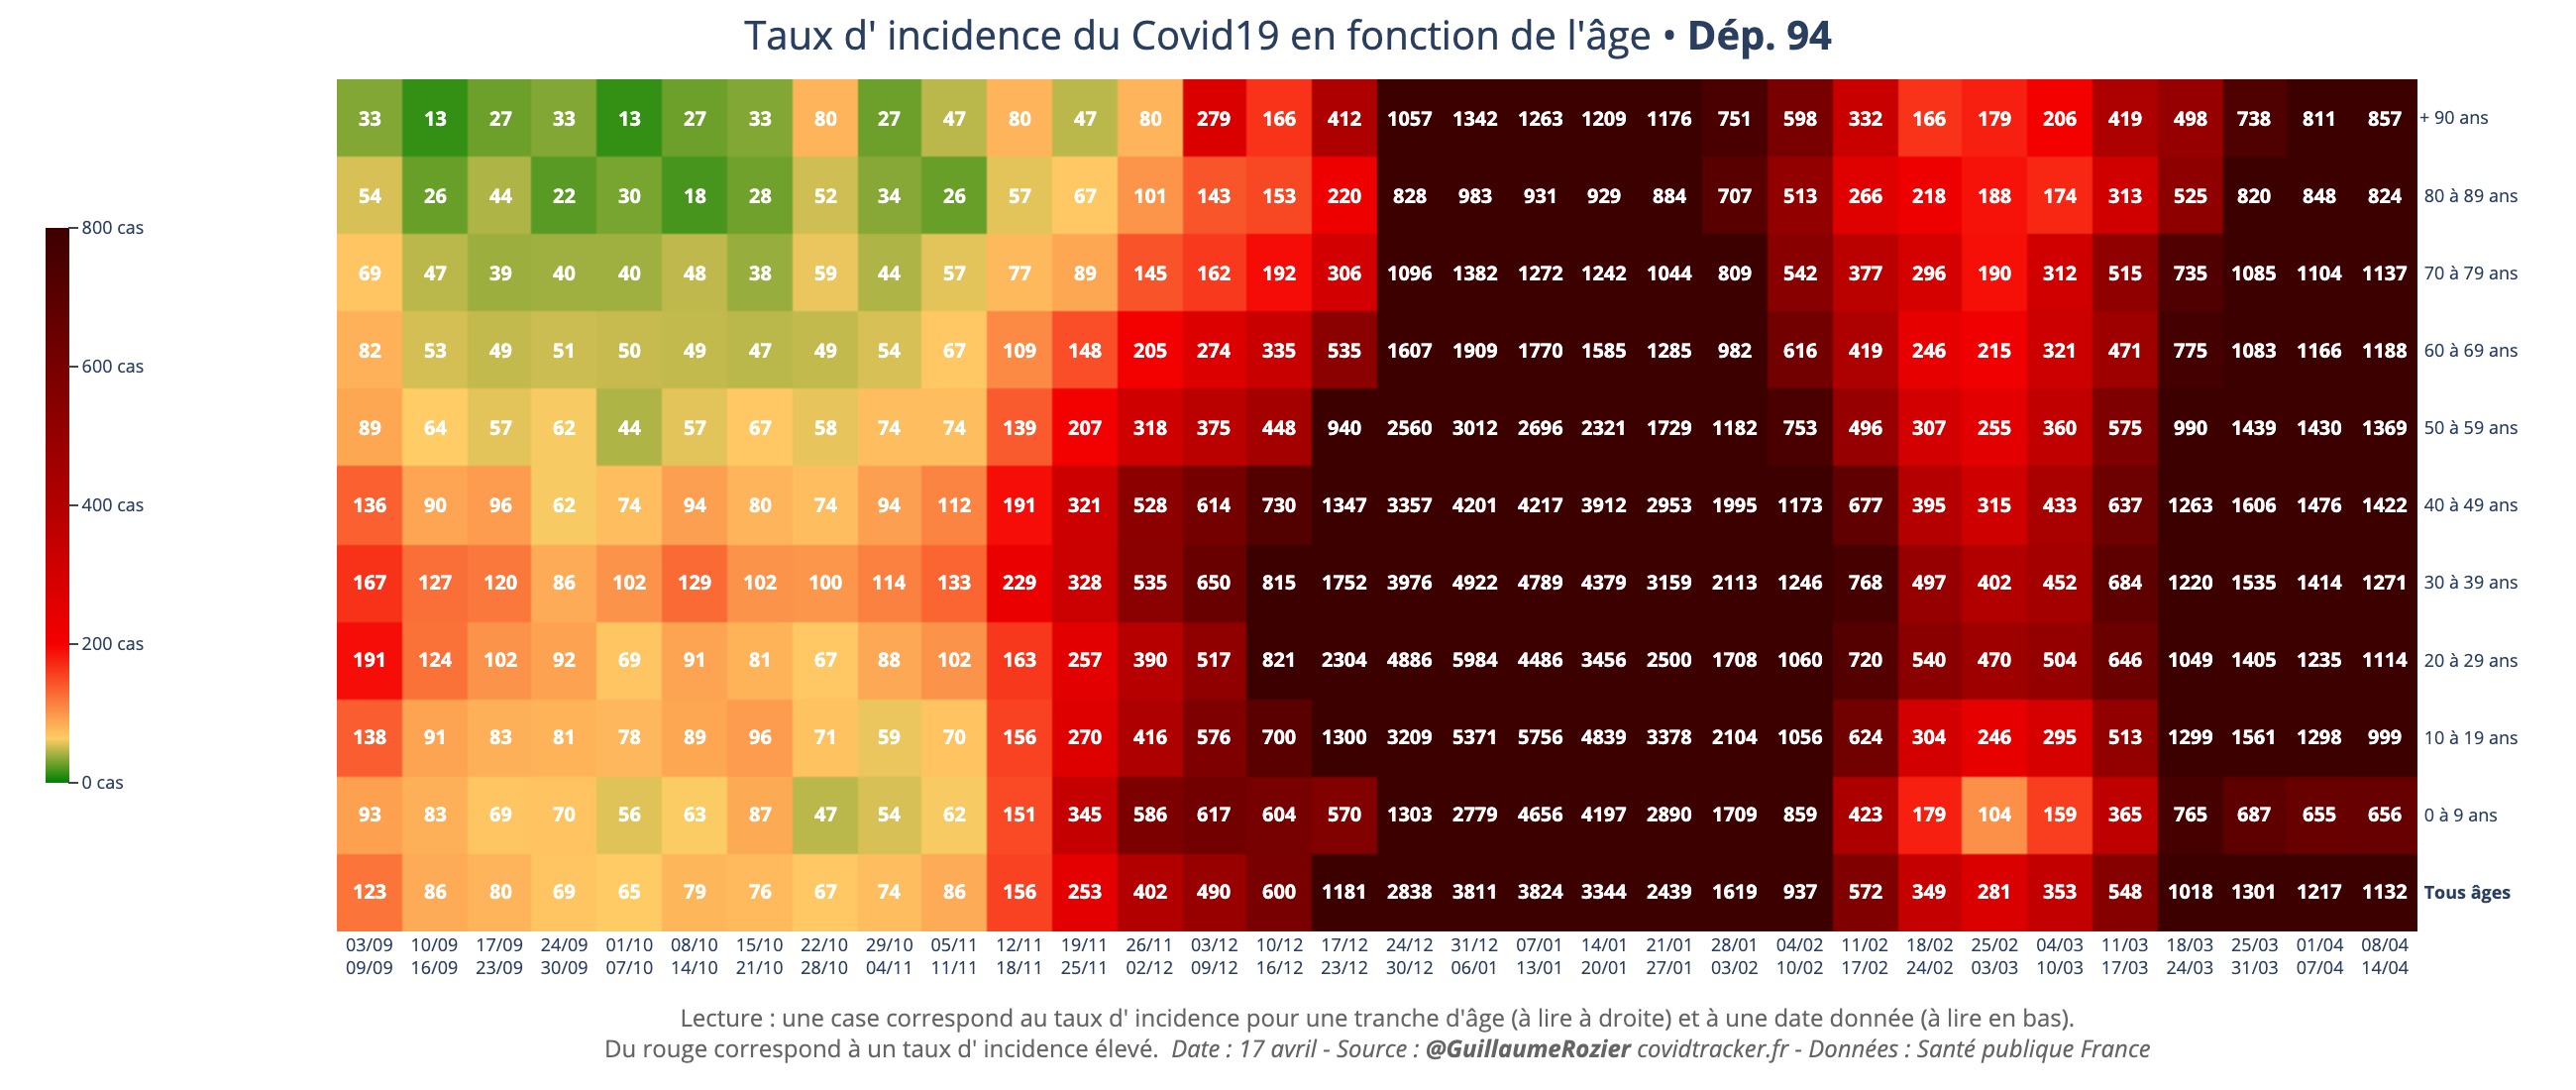 Taux d' incidence du Covid19 en fonction de l'âge • Dép. 94
800 cas
600 cas
400 cas
200 cas
0 cas
33 13 27 33 13 27 33 80 27 47 80 47 80 279 166 412 1057 1342 1263 1209 1176 751 598 332 166 179 206 419 498 738 811 857 + 90 ans
54 26 44 22 30 18 28 52 34 26 57 67 101 143 153 220 828 983 931 929 884 707 513 266 218 188 174 313 525 820 848 824 80 à 89 ans
69 47 39 40 40 48 38 59 44 57 77 89 145 162 192 306 1096 1382 1272 1242 1044 809 542 377 296 190 312 515 735 1085 1104 1137 70 à 79 ans
82 53 49 51 50 49 47 49 54 67 109 148 205 274 335 535 1607 1909 1770 1585 1285 982 616 419 246 215 321 471 775 1083 1166 1188 60 à 69 ans
89 64 57 62 44 57 67 58 74 74 139 207 318 375 448 940 2560 3012 2696 2321 1729 1182 753 496 307 255 360 575 990 1439 1430 1369 50 à 59 ans
136 90 96 62 74 94 80 74 94 112 191 321 528 614 730 1347 3357 4201 4217 3912 2953 1995 1173 677 395 315 433 637 1263 1606 1476 1422 40 à 49 ans
167 127 120 86 102 129 102 100 114 133 229 328 535 650 815 1752 3976 4922 4789 4379 3159 2113 1246 768 497 402 452 684 1220 1535 1414 1271 30 à 39 ans
191 124 102 92 69 91 81 67 88 102 163 257 390 517 821 2304 4886 5984 4486 3456 2500 1708 1060 720 540 470 504 646 1049 1405 1235 1114 20 à 29 ans
138 91 83 81 78 89 96 71 59 70 156 270 416 576 700 1300 3209 5371 5756 4839 3378 2104 1056 624 304 246 295 513 1299 1561 1298 999 10 à 19 ans
93 83 69 70 56 63 87 47 54 62 151 345 586 617 604 570 1303 2779 4656 4197 2890 1709 859 423 179 104 159 365 765 687 655 656 0 à 9 ans
123 86 80 69 65 79 76 67 74 86 156 253 402 490 600 1181 2838 3811 3824 3344 2439 1619 937 572 349 281 353 548 1018 1301 1217 1132 Tous âges
03/09 10/09 17/09 24/09 01/10 08/10 15/10 22/10 29/10 05/11 12/11 19/11 26/11 03/12 10/12 17/12 24/12 31/12 07/01 14/01 21/01 28/01 04/02 11/02 18/02 25/02 04/03 11/03 18/03 25/03 01/04 08/04
09/09 16/09 23/09 30/09 07/10 14/10 21/10 28/10 04/11 11/11 18/11 25/11 02/12 09/12 16/12 23/12 30/12 06/01 13/01 20/01 27/01 03/02 10/02 17/02 24/02 03/03 10/03 17/03 24/03 31/03 07/04 14/04
Lecture : une case correspond au taux d' incidence pour une tranche d'âge (à lire à droite) et à une date donnée (à lire en bas).
Du rouge correspond à un taux d' incidence élevé. Date : 17 avril - Source : @GuillaumeRozier covidtracker.fr - Données : Santé publique France